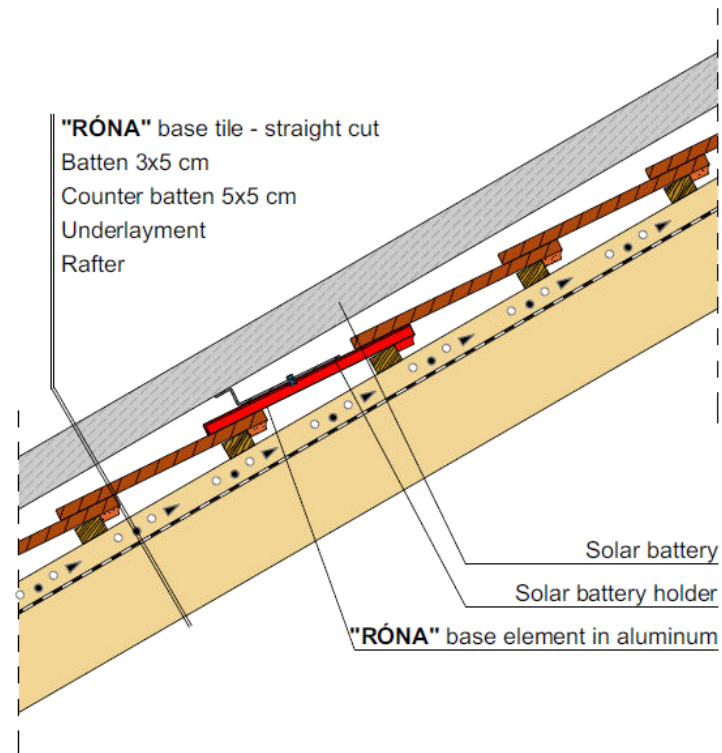 "RÓNA" base tile - straight cut
Batten 3x5 cm
Counter batten 5x5 cm
Underlayment
Rafter
Solar battery
Solar battery holder
"RÓNA" base element in aluminum